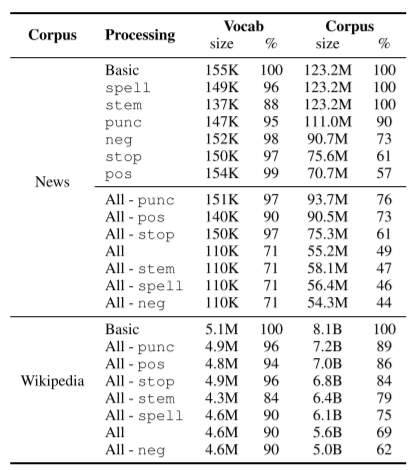 Corpus Processing Vocab Corpus
size % size %
News
Basic 155K 100 123.2M 100
spell 149K 96 123.2M 100
stem 137K 88 123.2M 100
punc 147K 95 111.0M 90
neg 152K 98 90.7M 73
stop 150K 97 75.6M 61
pos 154K 99 70.7M 57
All - punc 151K 97 93.7M 76
All - pos 140K 90 90.5M 73
All - stop 150K 97 75.3M 61
All 110K 71 55.2M 49
All - stem 110K 71 58.1M 47
All - spell 110K 71 56.4M 46
All - neg 110K 71 54.3M 44
Wikipedia
Basic 5.1M 100 8.1B 100
All - punc 4.9M 96 7.2B 89
All - pos 4.8M 94 7.0B 86
All - stop 4.9M 96 6.8B 84
All - stem 4.3M 84 6.4B 79
All - spell 4.6M 90 6.1B 75
All 4.6M 90 5.6B 69
All - neg 4.6M 90 5.0B 62